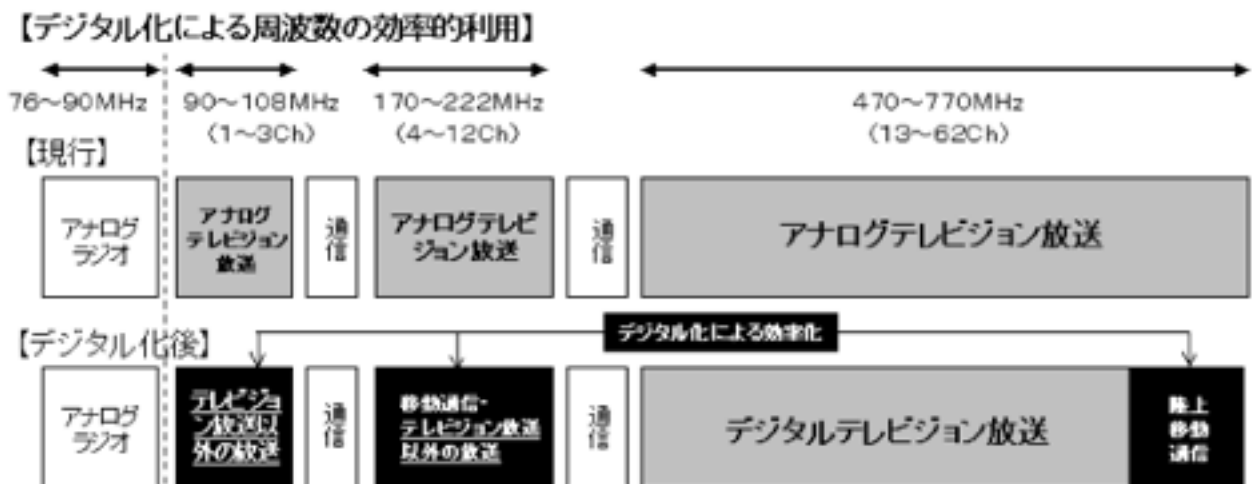 【デジタル化による周波数の効率的利用】
76～90MHz
90～108MHz
（1～3Ch）
170～222MHz
（4～12Ch）
470～770MHz
（13～62Ch）
【現行】
アナログ
ラジオ
アナログ
テレビジョン
放送
通信
アナログテレビ
ジョン放送
通信
アナログテレビジョン放送
デジタル化による効率化
【デジタル化後】
アナログ
ラジオ
テレビジョ
ン放送以
外の放送
通信
移動通信・
テレビジョン放送
以外の放送
通信
デジタルテレビジョン放送
陸上
移動
通信